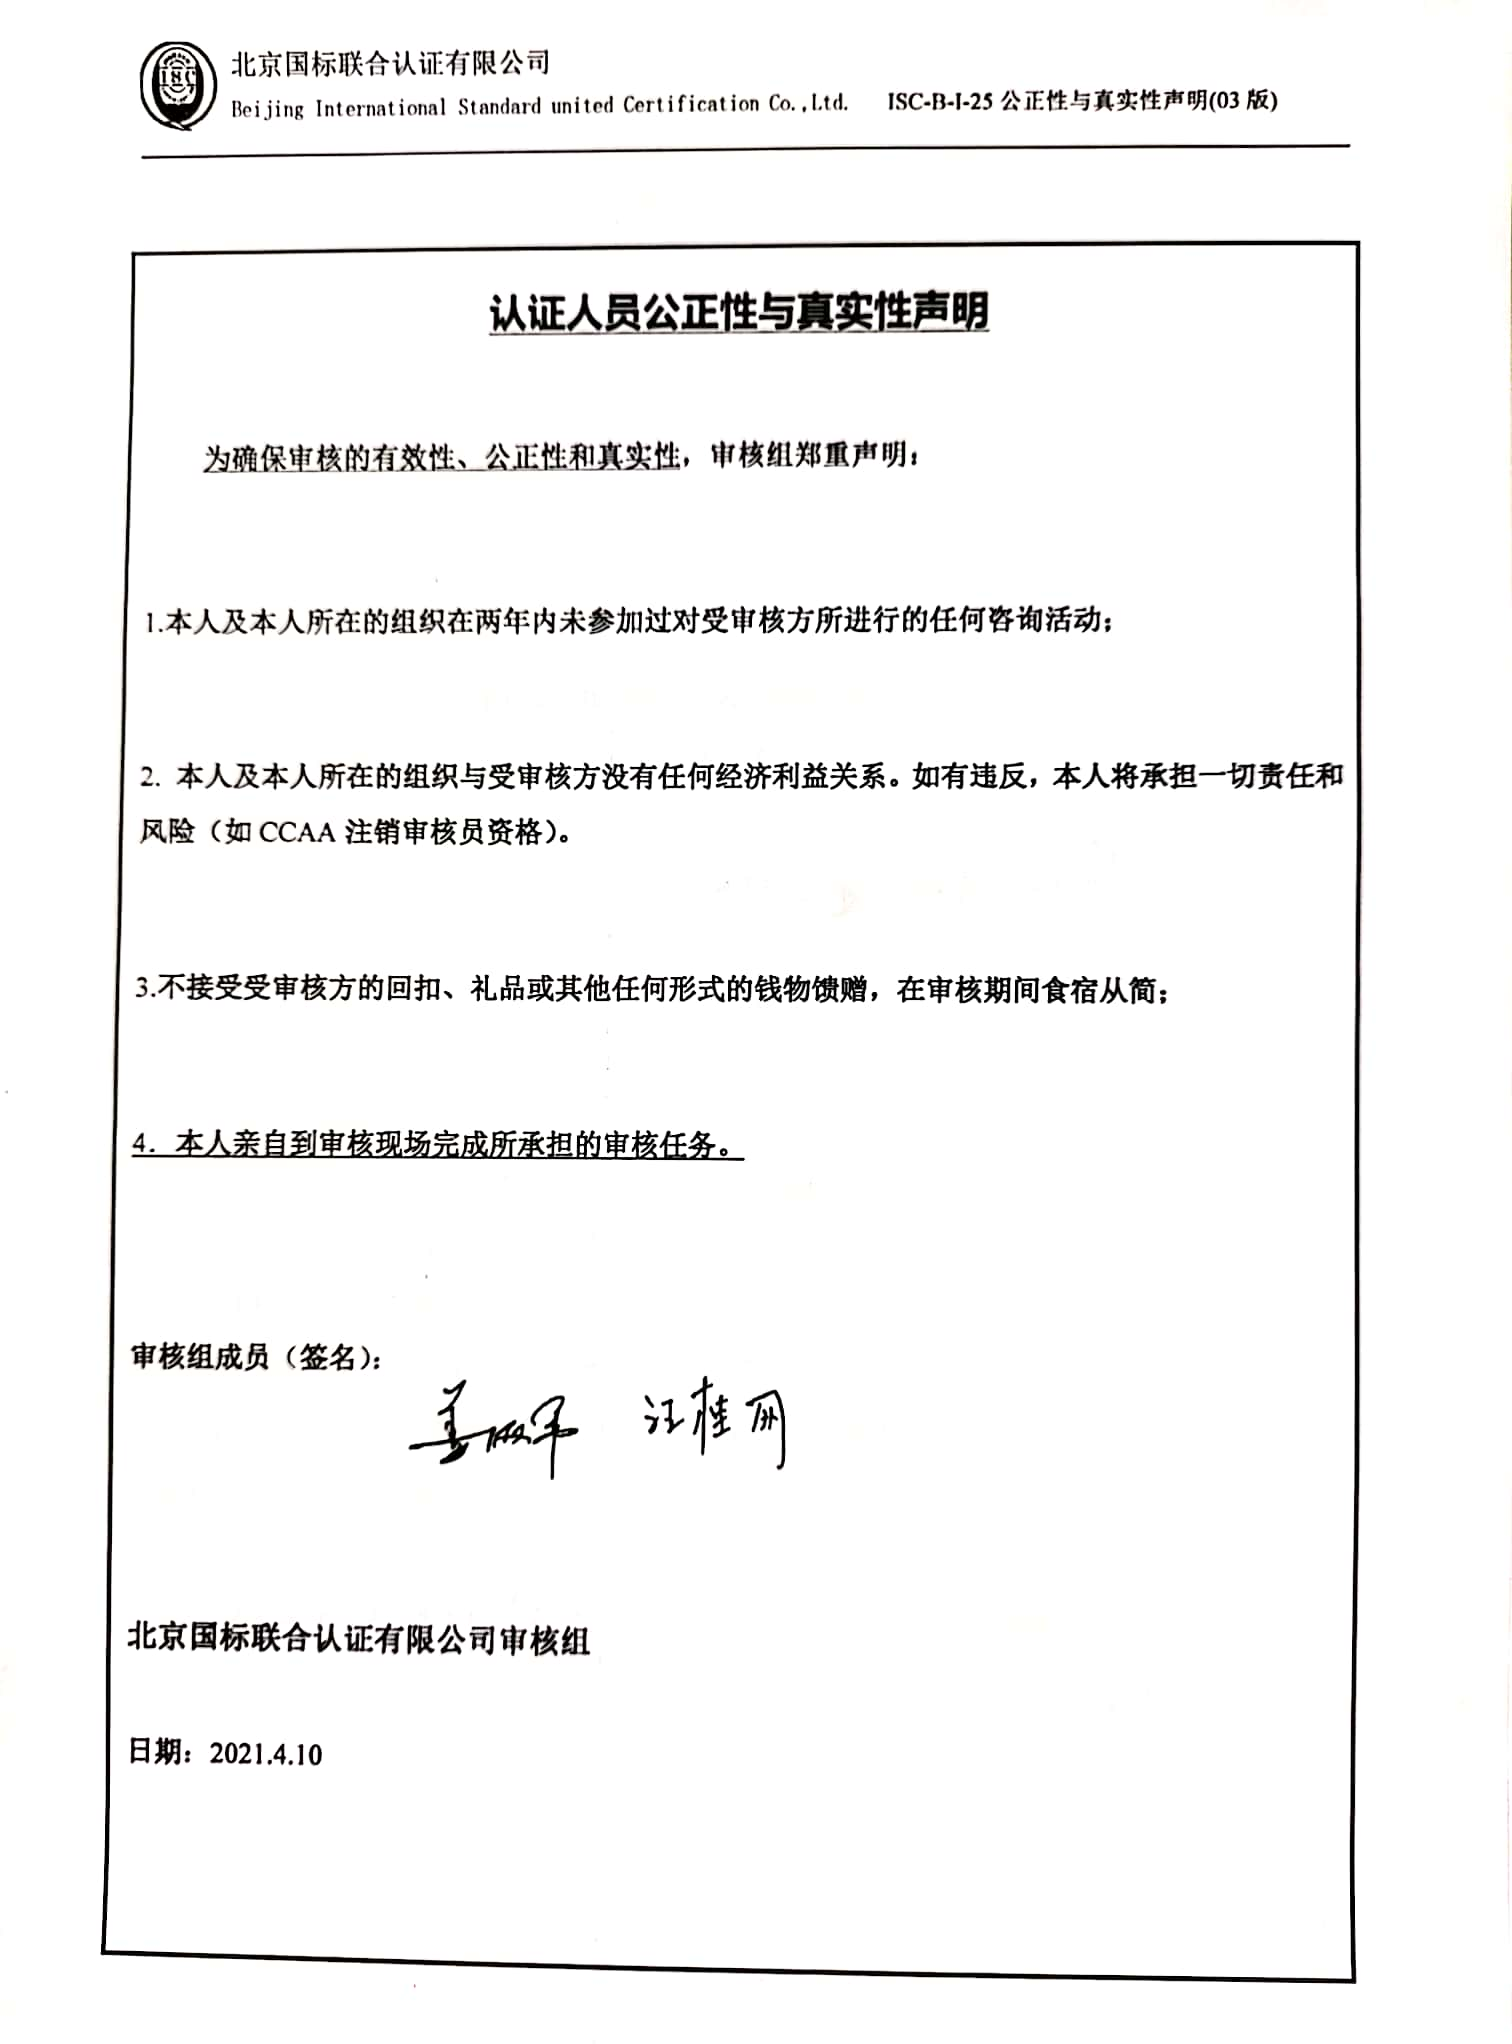 北京国标联合认证有限公司
Beijing International Standard united Certification Co.,Ltd. ISC-B-I-25 公正性与真实性声明(03 版)
认证人员公正性与真实性声明
为确保审核的有效性、公正性和真实性，审核组郑重声明：
1.本人及本人所在的组织在两年内未参加过对受审核方所进行的任何咨询活动；
2. 本人及本人所在的组织与受审核方没有任何经济利益关系。如有违反，本人将承担一切责任和
风险（如 CCAA 注销审核员资格）。
3.不接受受审核方的回扣、礼品或其他任何形式的钱物馈赠，在审核期间食宿从简；
4. 本人亲自到审核现场完成所承担的审核任务。
审核组成员（签名）：
北京国标联合认证有限公司审核组
日期：2021.4.10